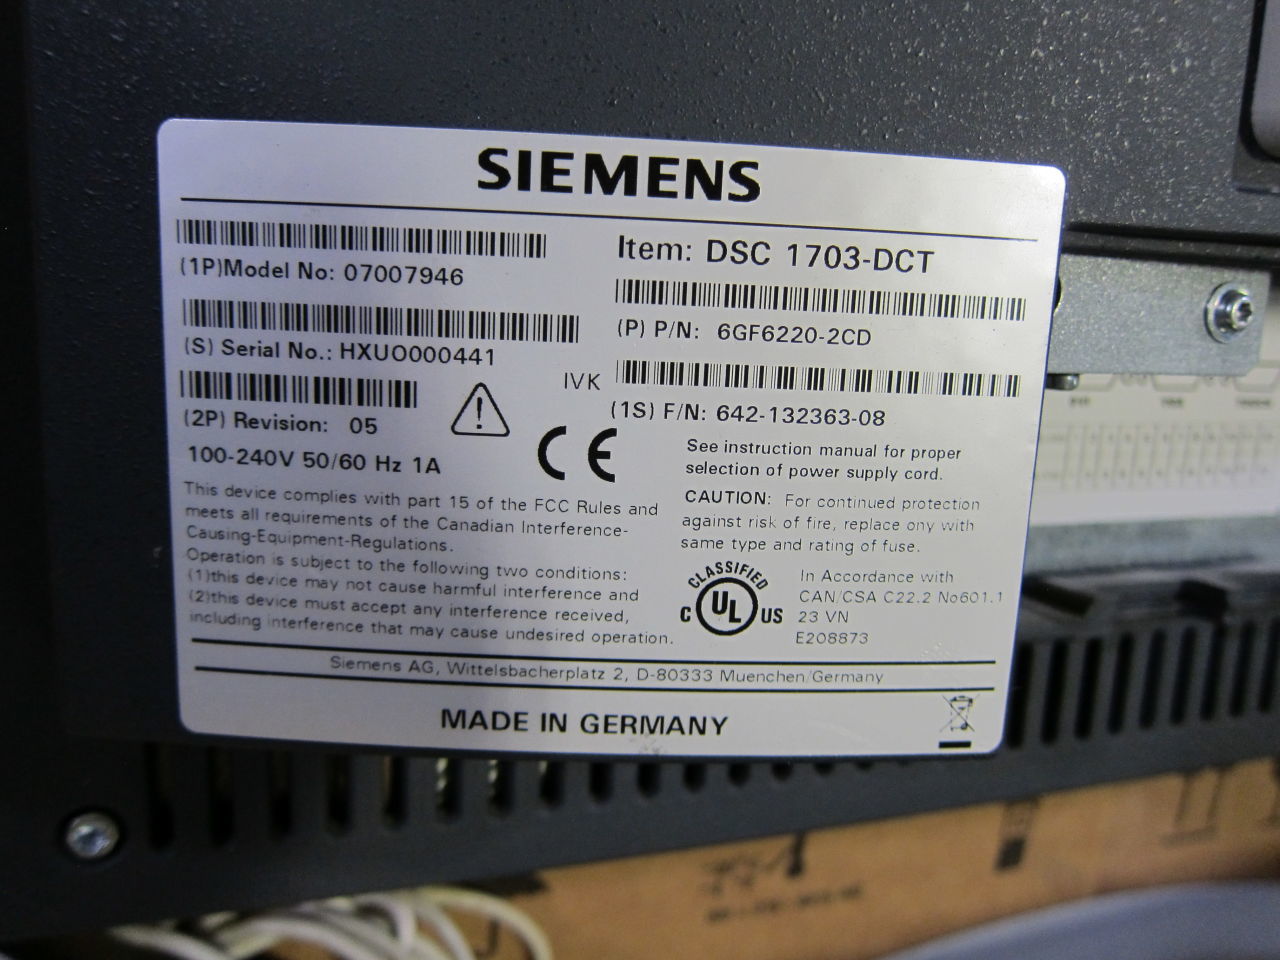 SIEMENS
(1P)Model No: 07007946
(S) Serial No.: HXUO000441
(2P) Revision: 05
100-240V 50/60 Hz 1A
IVK
Item: DSC 1703-DCT
(P) P/N: 6GF6220-2CD
(1S) F/N: 642-132363-08
CE
See instruction manual for proper
selection of power supply cord.
This device complies with part 15 of the FCC Rules and
meets all requirements of the Canadian Interference-
Causing-Equipment-Regulations.
Operation is subject to the following two conditions:
(1)this device may not cause harmful interference and
(2)this device must accept any interference received,
including interference that may cause undesired operation.
CAUTION: For continued protection
against risk of fire, replace ony with
same type and rating of fuse.
CLASSIFIED
C UL US
In Accordance with
CAN/CSA C22.2 No601.1
23 VN
E208873
Siemens AG, Wittelsbacherplatz 2, D-80333 Muenchen/Germany
MADE IN GERMANY